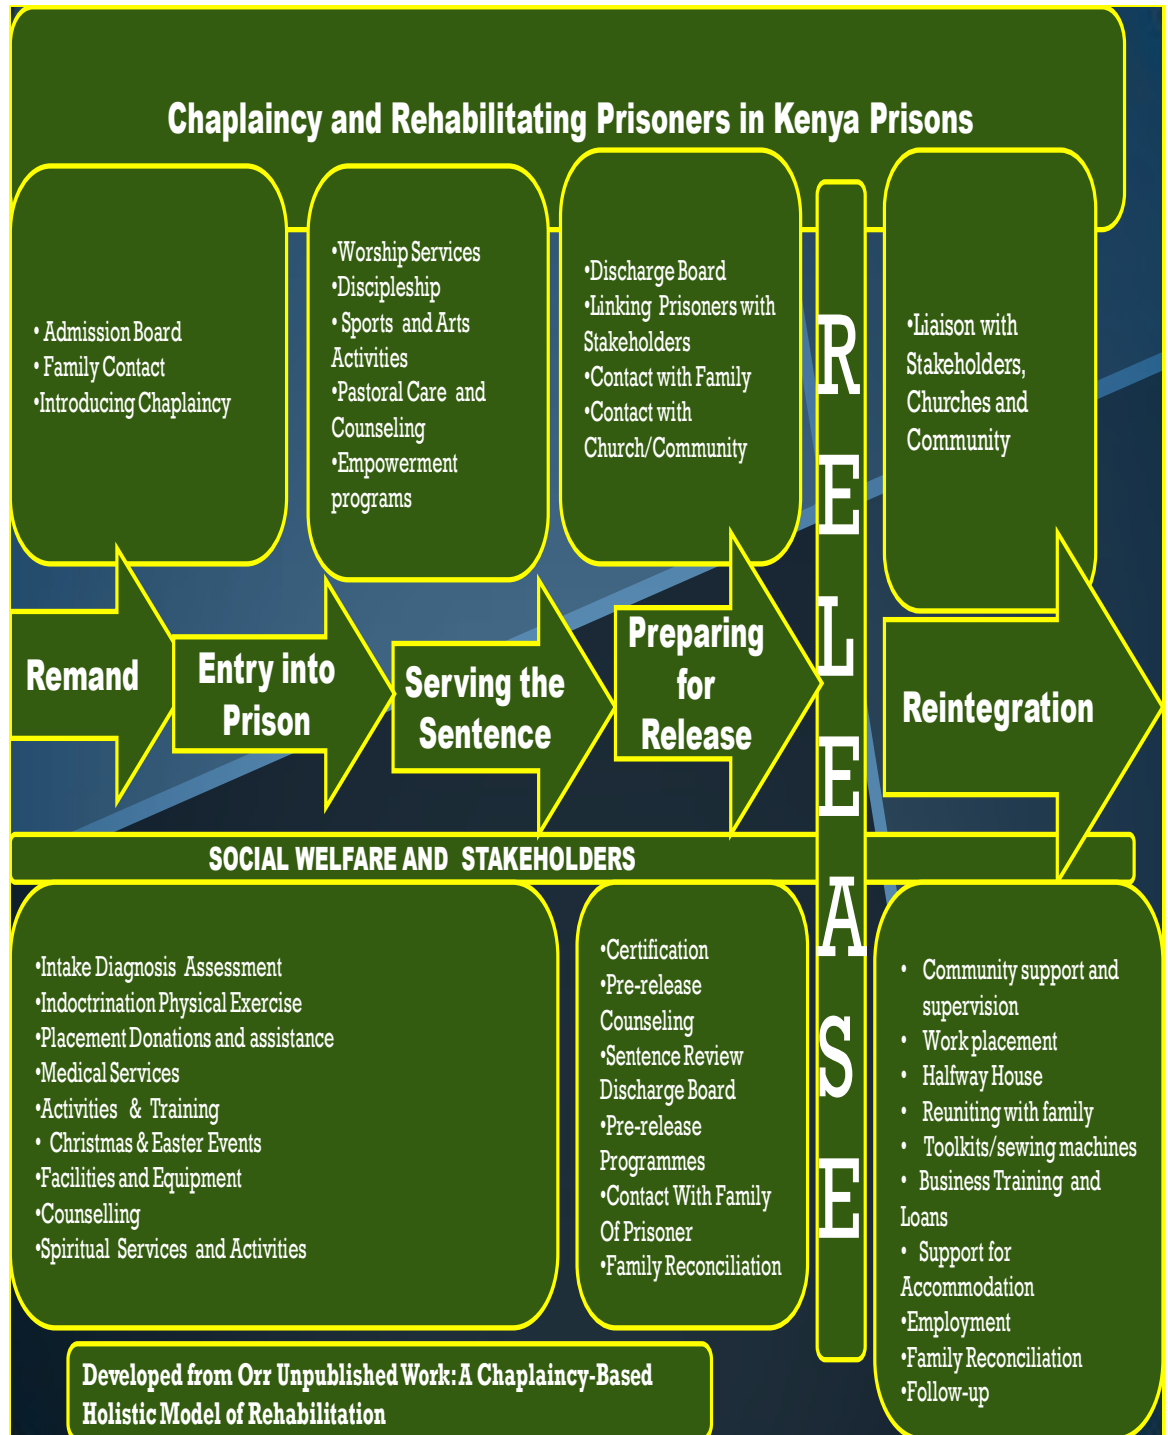 Chaplaincy and Rehabilitating Prisoners in Kenya Prisons
• Admission Board
• Family Contact
•Introducing Chaplaincy
•Worship Services
•Discipleship
• Sports and Arts
Activities
•Pastoral Care and
Counseling
•Empowerment
programs
•Discharge Board
•Linking Prisoners with
Stakeholders
•Contact with Family
•Contact with
Church/Community
•Liaison with
Stakeholders,
Churches and
Community
Remand
Entry into
Prison
Serving the
Sentence
Preparing
for
Release
R
E
L
E
A
S
E
Reintegration
SOCIAL WELFARE AND STAKEHOLDERS
•Intake Diagnosis Assessment
•Indoctrination Physical Exercise
•Placement Donations and assistance
•Medical Services
•Activities & Training
• Christmas & Easter Events
•Facilities and Equipment
•Counselling
•Spiritual Services and Activities
•Certification
•Pre-release
Counseling
•Sentence Review
Discharge Board
•Pre-release
Programmes
•Contact With Family
Of Prisoner
•Family Reconciliation
• Community support and
supervision
• Work placement
• Halfway House
• Reuniting with family
• Toolkits/sewing machines
• Business Training and
Loans
• Support for
Accommodation
•Employment
•Family Reconciliation
•Follow-up
Developed from Orr Unpublished Work: A Chaplaincy-Based
Holistic Model of Rehabilitation